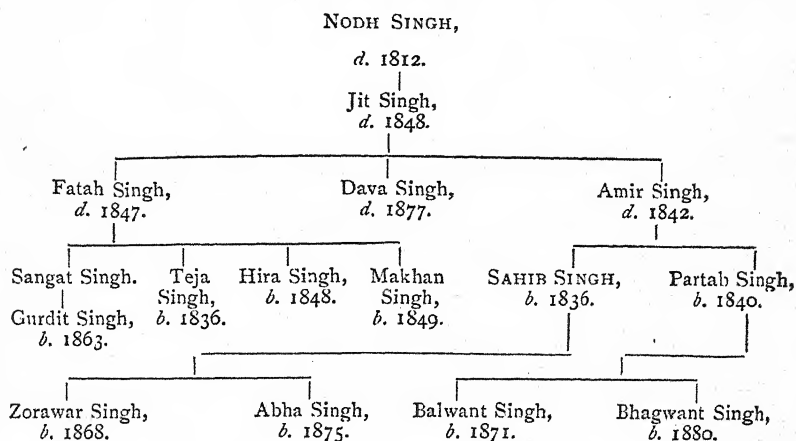 NODH SINGH,
d. 1812.
Jit Singh,
d. 1848.
Fatah Singh, Dava Singh, Amir Singh,
d. 1847. d. 1877. d. 1842.
Sangat Singh. Teja Hira Singh, Makhan SAHIB SINGH, Partab Singh,
Singh, b. 1848. Singh, b. 1836. b. 1840.
Gurdit Singh, b. 1836. b. 1849.
b. 1863.
Zorawar Singh, Abha Singh, Balwant Singh, Bhagwant Singh,
b. 1868. b. 1875. b. 1871. b. 1880.